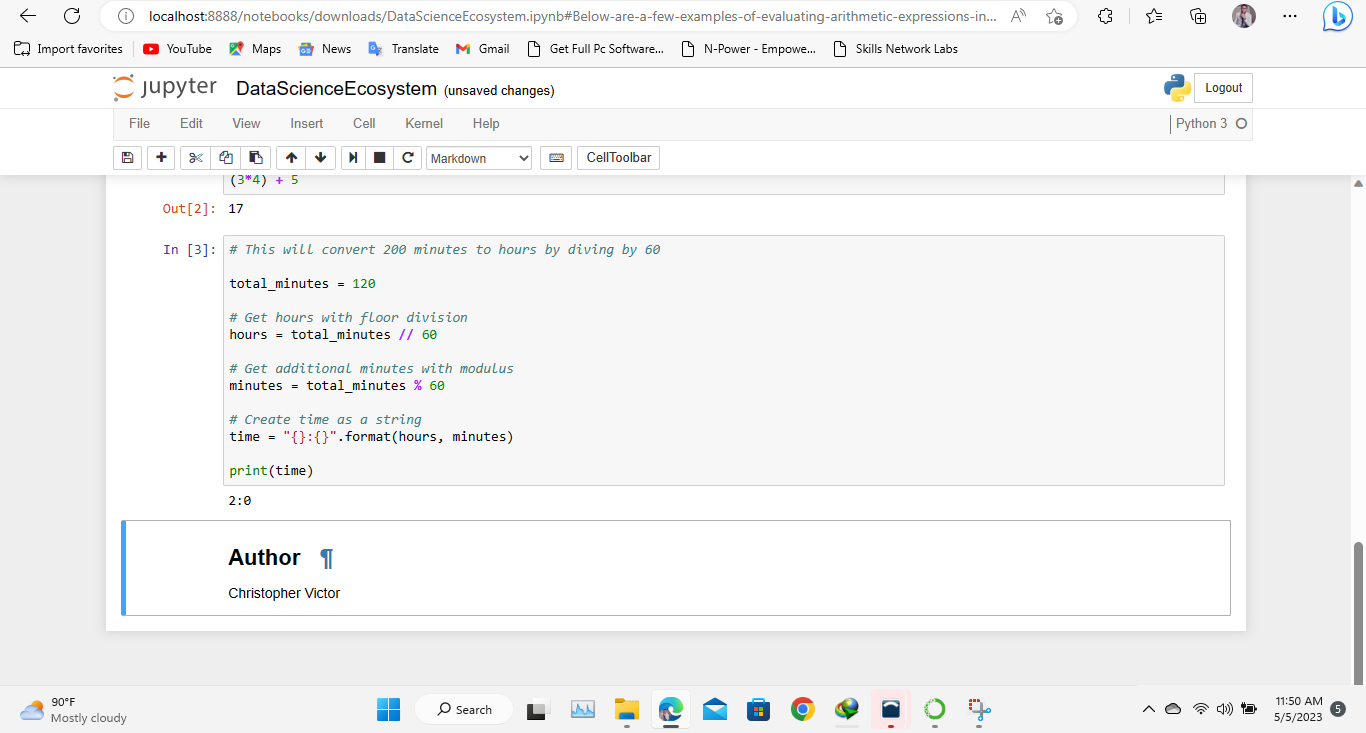 localhost:8888/notebooks/downloads/DataScienceEcosystem.ipynb#Below-are-a-few-examples-of-evaluating-arithmetic-expressions-in...
Import favorites YouTube Maps News Translate Gmail Get Full Pc Software... N-Power - Empowe... Skills Network Labs
jupyter DataScienceEcosystem (unsaved changes) Logout
File Edit View Insert Cell Kernel Help Python 3
Markdown CellToolbar
(3*4) + 5
Out[2]: 17
In [3]: # This will convert 200 minutes to hours by diving by 60
total_minutes = 120
# Get hours with floor division
hours = total_minutes // 60
# Get additional minutes with modulus
minutes = total_minutes % 60
# Create time as a string
time = "{}:{}".format(hours, minutes)
print(time)
2:0
Author ¶
Christopher Victor
90°F
Mostly cloudy
Search
11:50 AM
5/5/2023
5